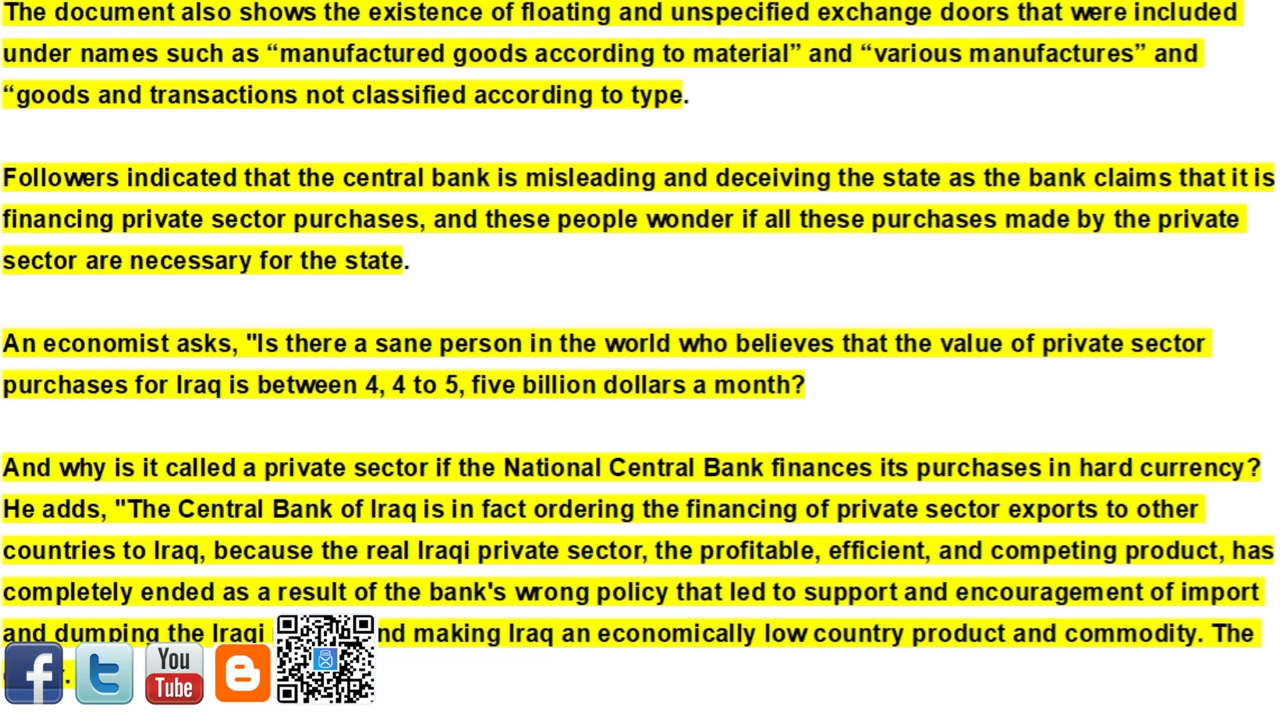 The document also shows the existence of floating and unspecified exchange doors that were included
under names such as “manufactured goods according to material” and “various manufactures” and
“goods and transactions not classified according to type.
Followers indicated that the central bank is misleading and deceiving the state as the bank claims that it is
financing private sector purchases, and these people wonder if all these purchases made by the private
sector are necessary for the state.
An economist asks, "Is there a sane person in the world who believes that the value of private sector
purchases for Iraq is between 4, 4 to 5, five billion dollars a month?
And why is it called a private sector if the National Central Bank finances its purchases in hard currency?
He adds, "The Central Bank of Iraq is in fact ordering the financing of private sector exports to other
countries to Iraq, because the real Iraqi private sector, the profitable, efficient, and competing product, has
completely ended as a result of the bank's wrong policy that led to support and encouragement of import
and dumping the Iraqi nd making Iraq an economically low country product and commodity. The
You
Tube